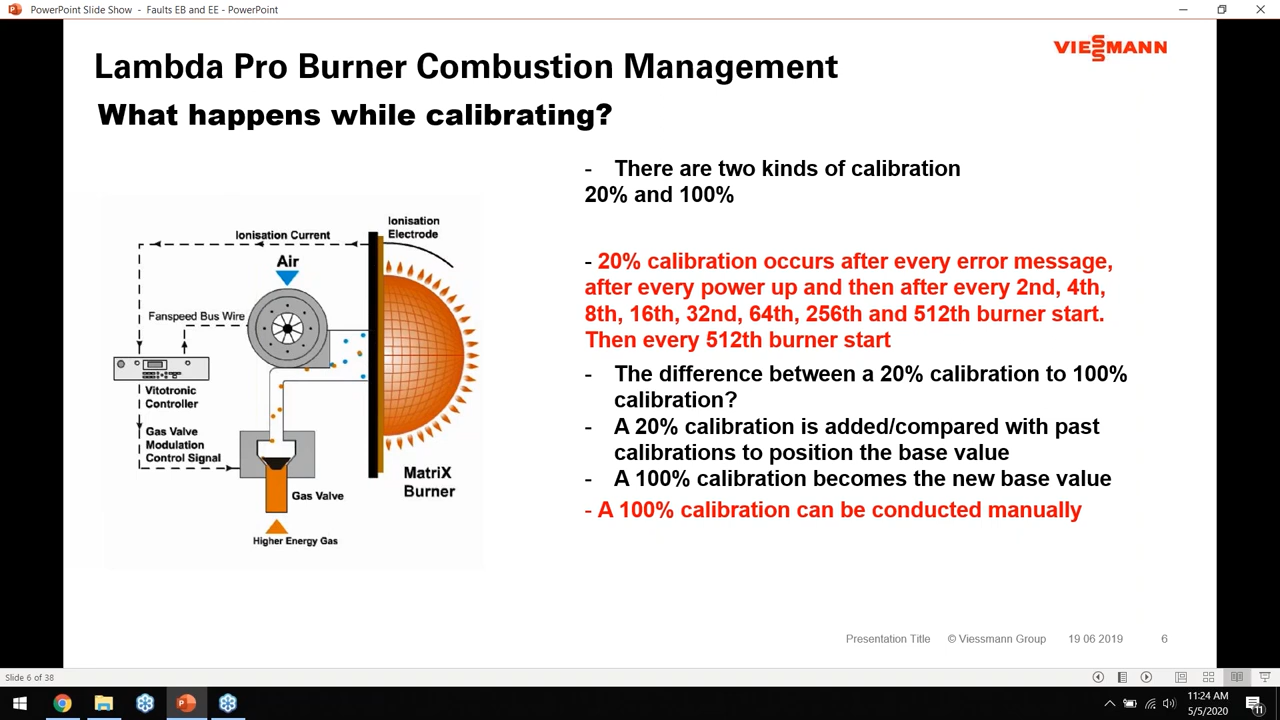 PowerPoint Slide Show - Faults EB and EE - PowerPoint
Lambda Pro Burner Combustion Management
VIESSMANN
What happens while calibrating?
- There are two kinds of calibration
20% and 100%
- 20% calibration occurs after every error message,
after every power up and then after every 2nd, 4th,
8th, 16th, 32nd, 64th, 256th and 512th burner start.
Then every 512th burner start
- The difference between a 20% calibration to 100%
calibration?
- A 20% calibration is added/compared with past
calibrations to position the base value
- A 100% calibration becomes the new base value
- A 100% calibration can be conducted manually
Ionisation
Electrode
Ionisation Current
Air
Fanspeed Bus Wire
Vitotronic
Controller
Gas Valve
Modulation
Control Signal
MatriX
Burner
Gas Valve
Higher Energy Gas
Presentation Title © Viessmann Group 19 06 2019 6
Slide 6 of 38
11:24 AM
5/5/2020
11